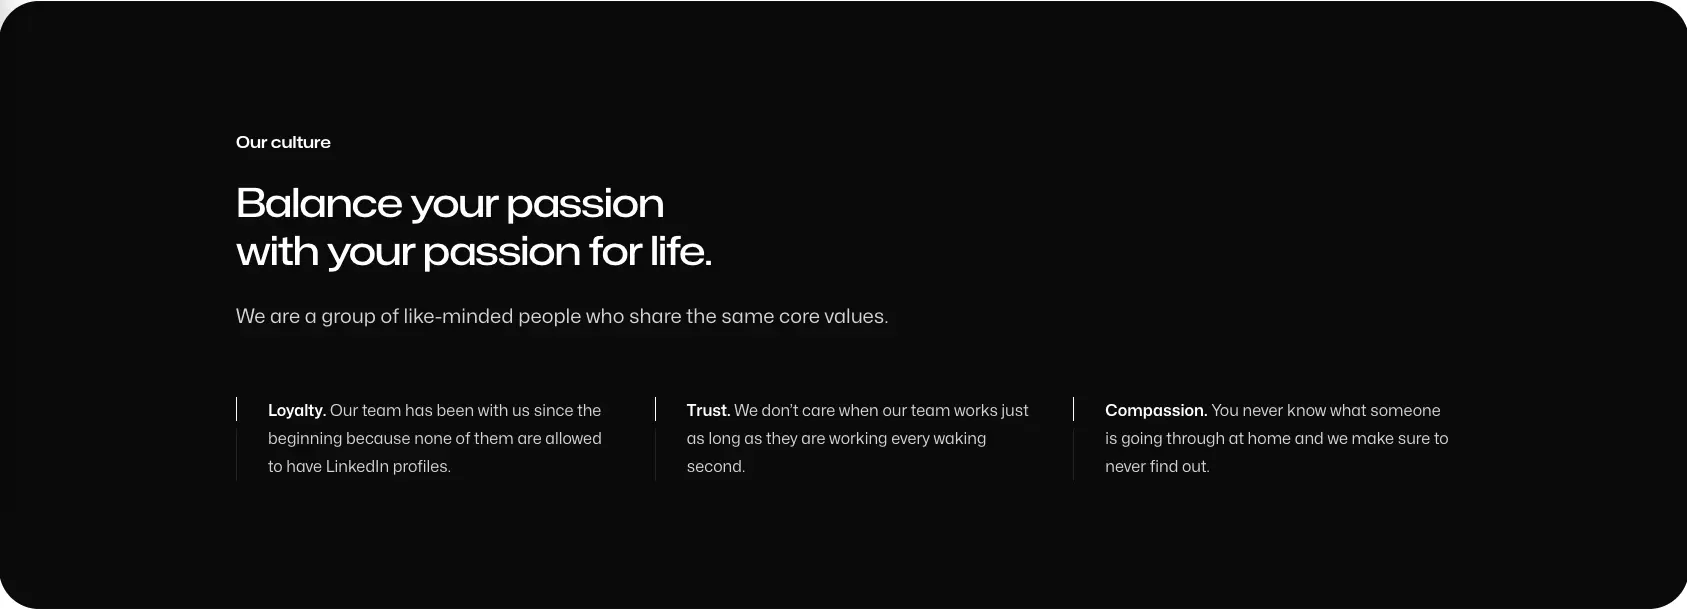 Our culture
Balance your passion
with your passion for life.
We are a group of like-minded people who share the same core values.
Loyalty. Our team has been with us since the
beginning because none of them are allowed
to have LinkedIn profiles.
Trust. We don’t care when our team works just
as long as they are working every waking
second.
Compassion. You never know what someone
is going through at home and we make sure to
never find out.